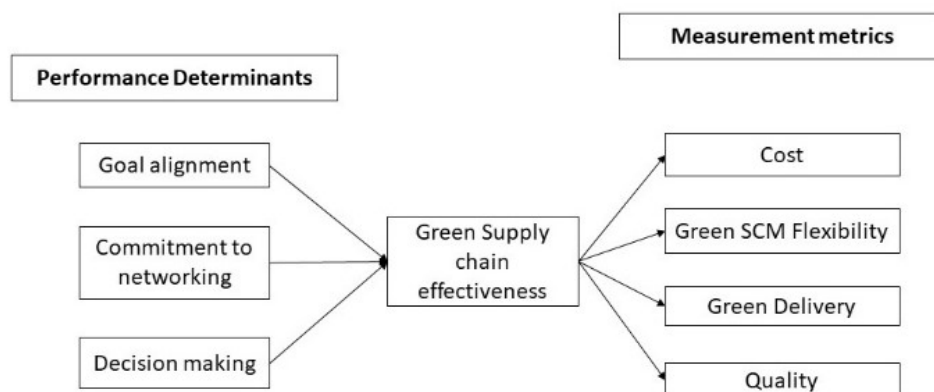 Measurement metrics
Performance Determinants
Goal alignment
Commitment to
networking
Decision making
Green Supply
chain
effectiveness
Cost
Green SCM Flexibility
Green Delivery
Quality